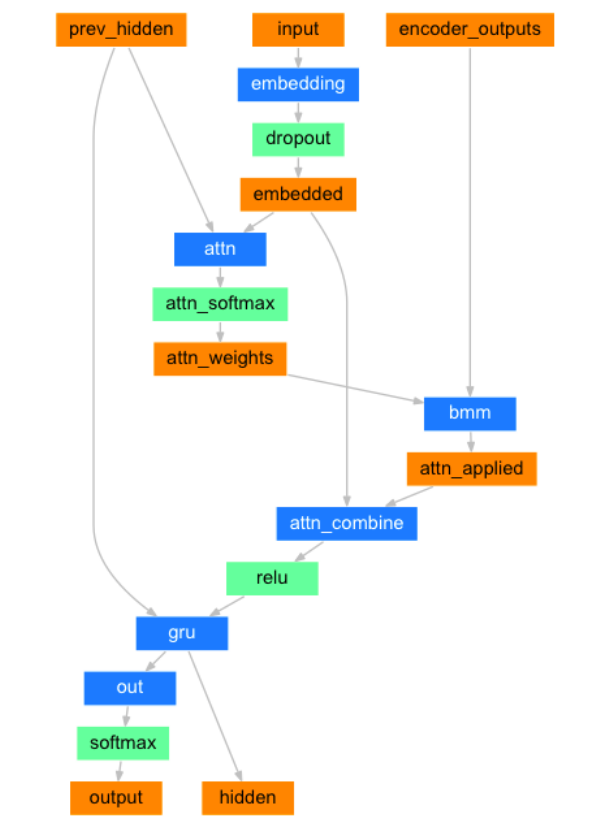 prev_hidden
input
encoder_outputs
embedding
dropout
embedded
attn
attn_softmax
attn_weights
bmm
attn_applied
attn_combine
relu
gru
out
softmax
output
hidden